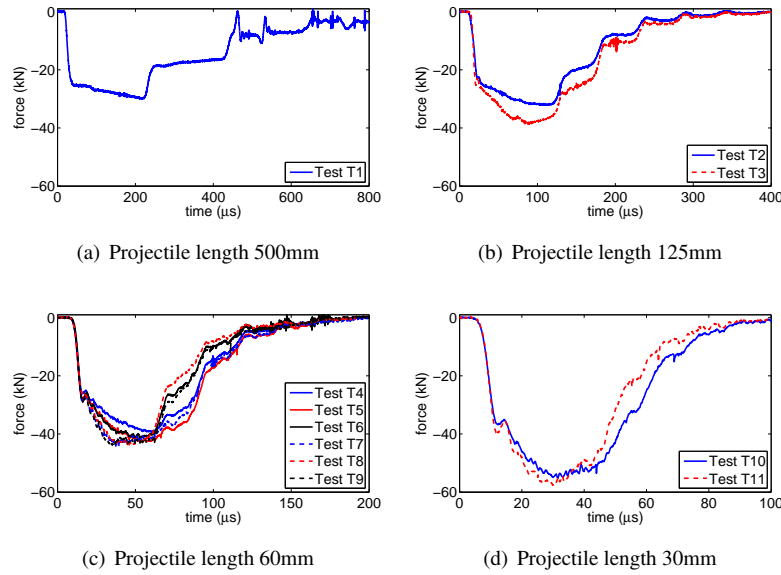 0
−20
−40
−60
force (kN)
0 200 400 600 800
time (μs)
Test T1
(a) Projectile length 500mm
0
−20
−40
−60
force (kN)
0 100 200 300 400
time (μs)
Test T2
Test T3
(b) Projectile length 125mm
0
−20
−40
−60
force (kN)
0 50 100 150 200
time (μs)
Test T4
Test T5
Test T6
Test T7
Test T8
Test T9
(c) Projectile length 60mm
0
−20
−40
−60
force (kN)
0 20 40 60 80 100
time (μs)
Test T10
Test T11
(d) Projectile length 30mm